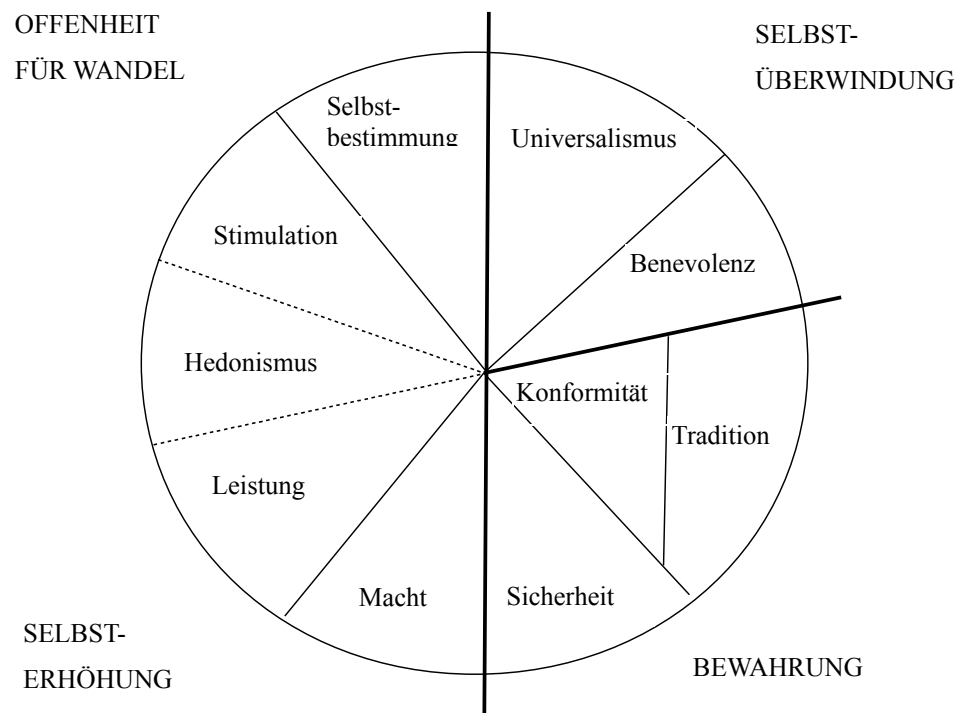 OFFENHEIT
FÜR WANDEL
SELBST-
ÜBERWINDUNG
Selbst-
bestimmung
Universalismus
Stimulation
Benevolenz
Hedonismus
Konformität
Tradition
Leistung
Macht
Sicherheit
SELBST-
ERHÖHUNG
BEWAHRUNG